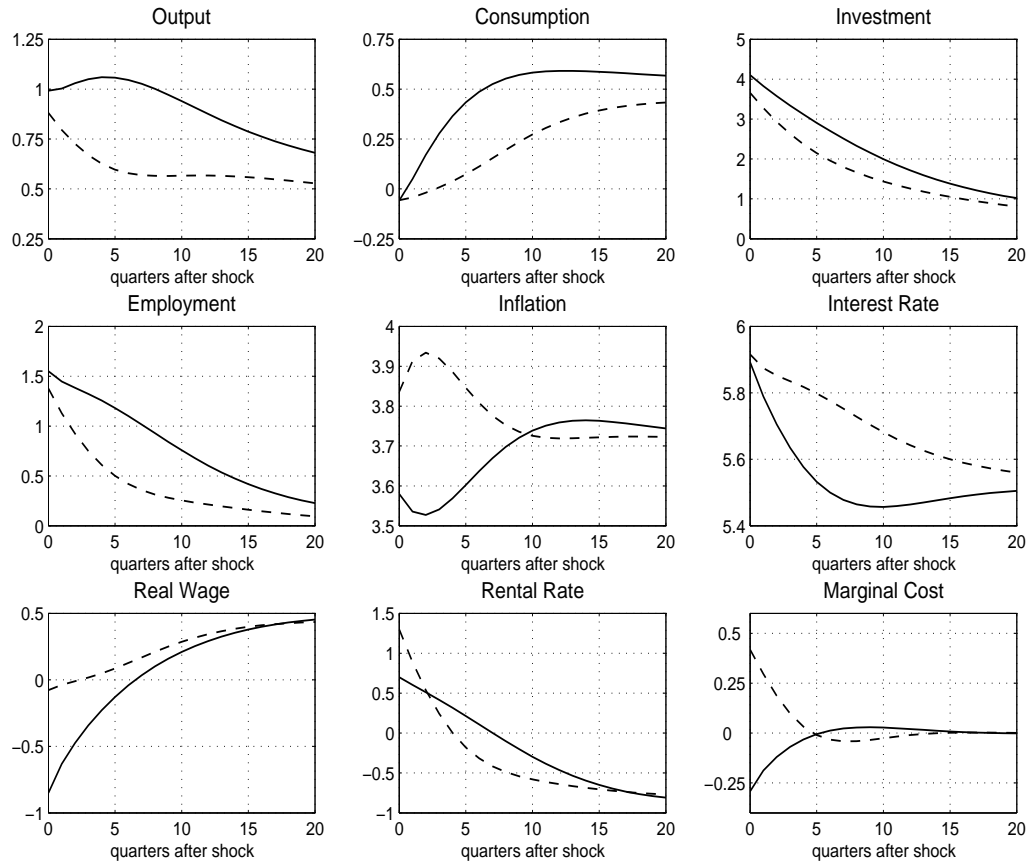 Output
Consumption
Investment
1.25
1
0.75
0.5
0.25
0 5 10 15 20
quarters after shock
0.75
0.5
0.25
0
−0.25
0 5 10 15 20
quarters after shock
5
4
3
2
1
0
0 5 10 15 20
quarters after shock
Employment
Inflation
Interest Rate
2
1.5
1
0.5
0
0 5 10 15 20
quarters after shock
4
3.9
3.8
3.7
3.6
3.5
0 5 10 15 20
quarters after shock
6
5.8
5.6
5.4
0 5 10 15 20
quarters after shock
Real Wage
Rental Rate
Marginal Cost
0.5
0
−0.5
−1
0 5 10 15 20
quarters after shock
1.5
1
0.5
0
−0.5
−1
0 5 10 15 20
quarters after shock
0.5
0.25
0
−0.25
0 5 10 15 20
quarters after shock